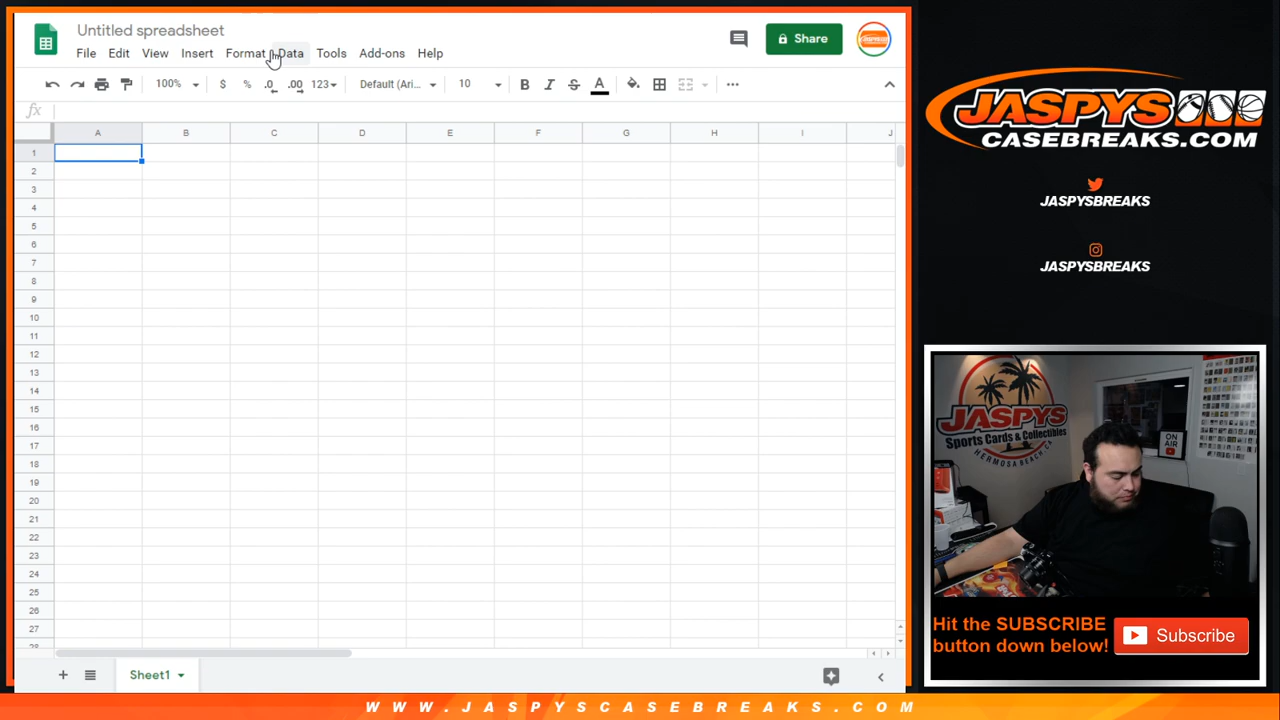 Untitled spreadsheet
File Edit View Insert Format Data Tools Add-ons Help
Share
100% $ % .0 .00 123 Default (Ari... 10 B I S A
fx
A B C D E F G H I J
1
2
3
4
5
6
7
8
9
10
11
12
13
14
15
16
17
18
19
20
21
22
23
24
25
26
27
28
Sheet1
JASPYS
CASEBREAKS.COM
JASPYSBREAKS
JASPYSBREAKS
JASPYS
Sports Cards & Collectibles
HERMOSA BEACH, CA
ON
AIR
Hit the SUBSCRIBE
button down below!
Subscribe
WWW.JASPYSCASEBREAKS.COM